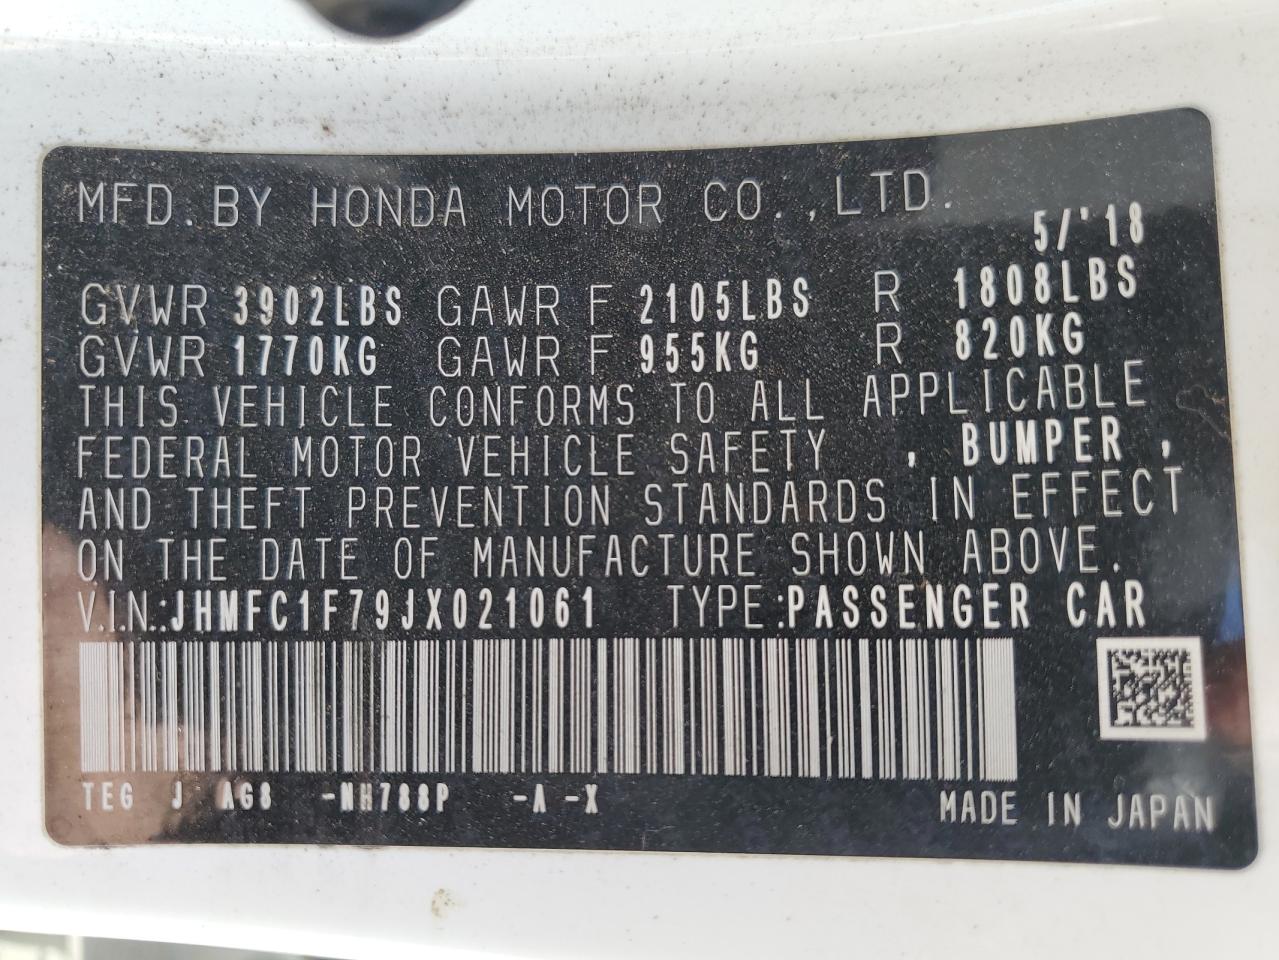 MFD.BY HONDA MOTOR CO.,LTD.
5/'18
GVWR 3902LBS GAWR F 2105LBS R 1808LBS
GVWR 1770KG GAWR F 955KG R 820KG
THIS VEHICLE CONFORMS TO ALL APPLICABLE
FEDERAL MOTOR VEHICLE SAFETY , BUMPER ,
AND THEFT PREVENTION STANDARDS IN EFFECT
ON THE DATE OF MANUFACTURE SHOWN ABOVE.
V.I.N.:JHMFC1F79JX021061 TYPE:PASSENGER CAR
TEG J AG8 -NH788P -A -X MADE IN JAPAN